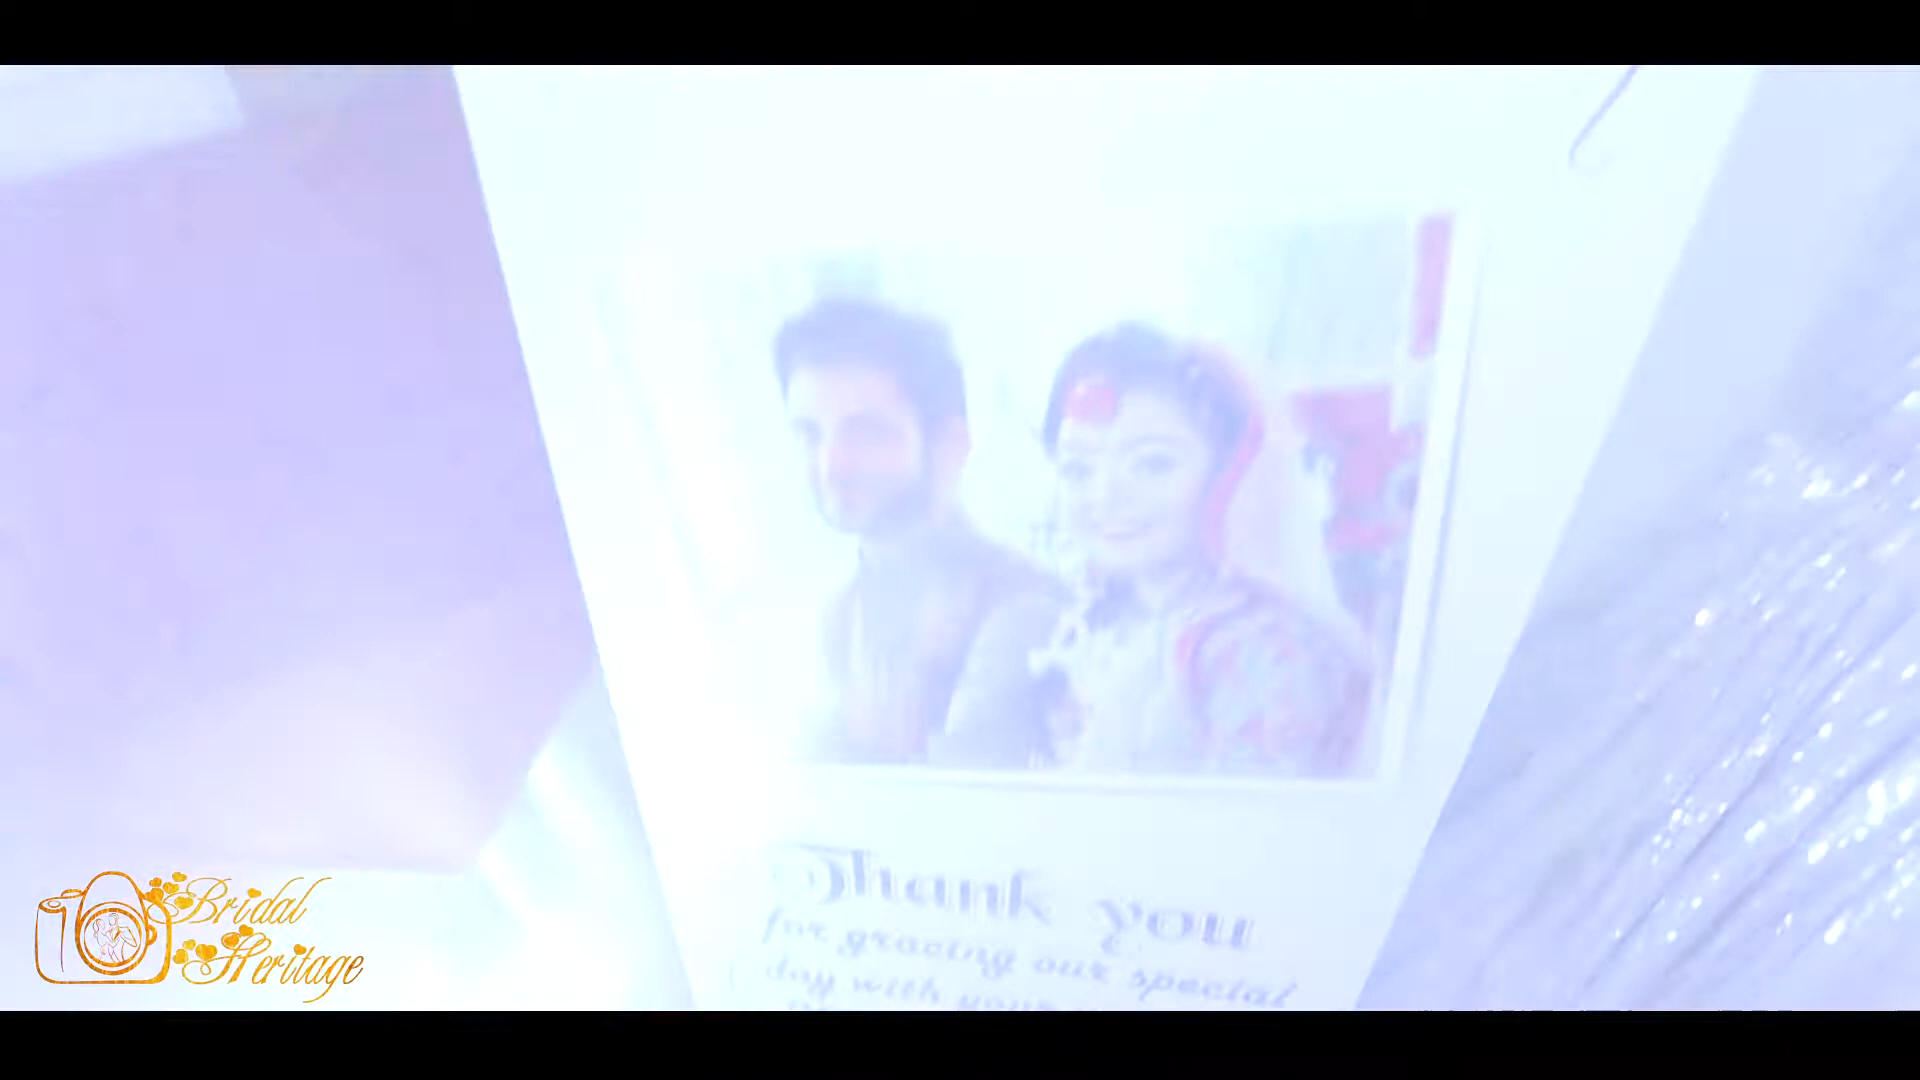 Thank you
for gracing our special
day with your
Bridal
Heritage